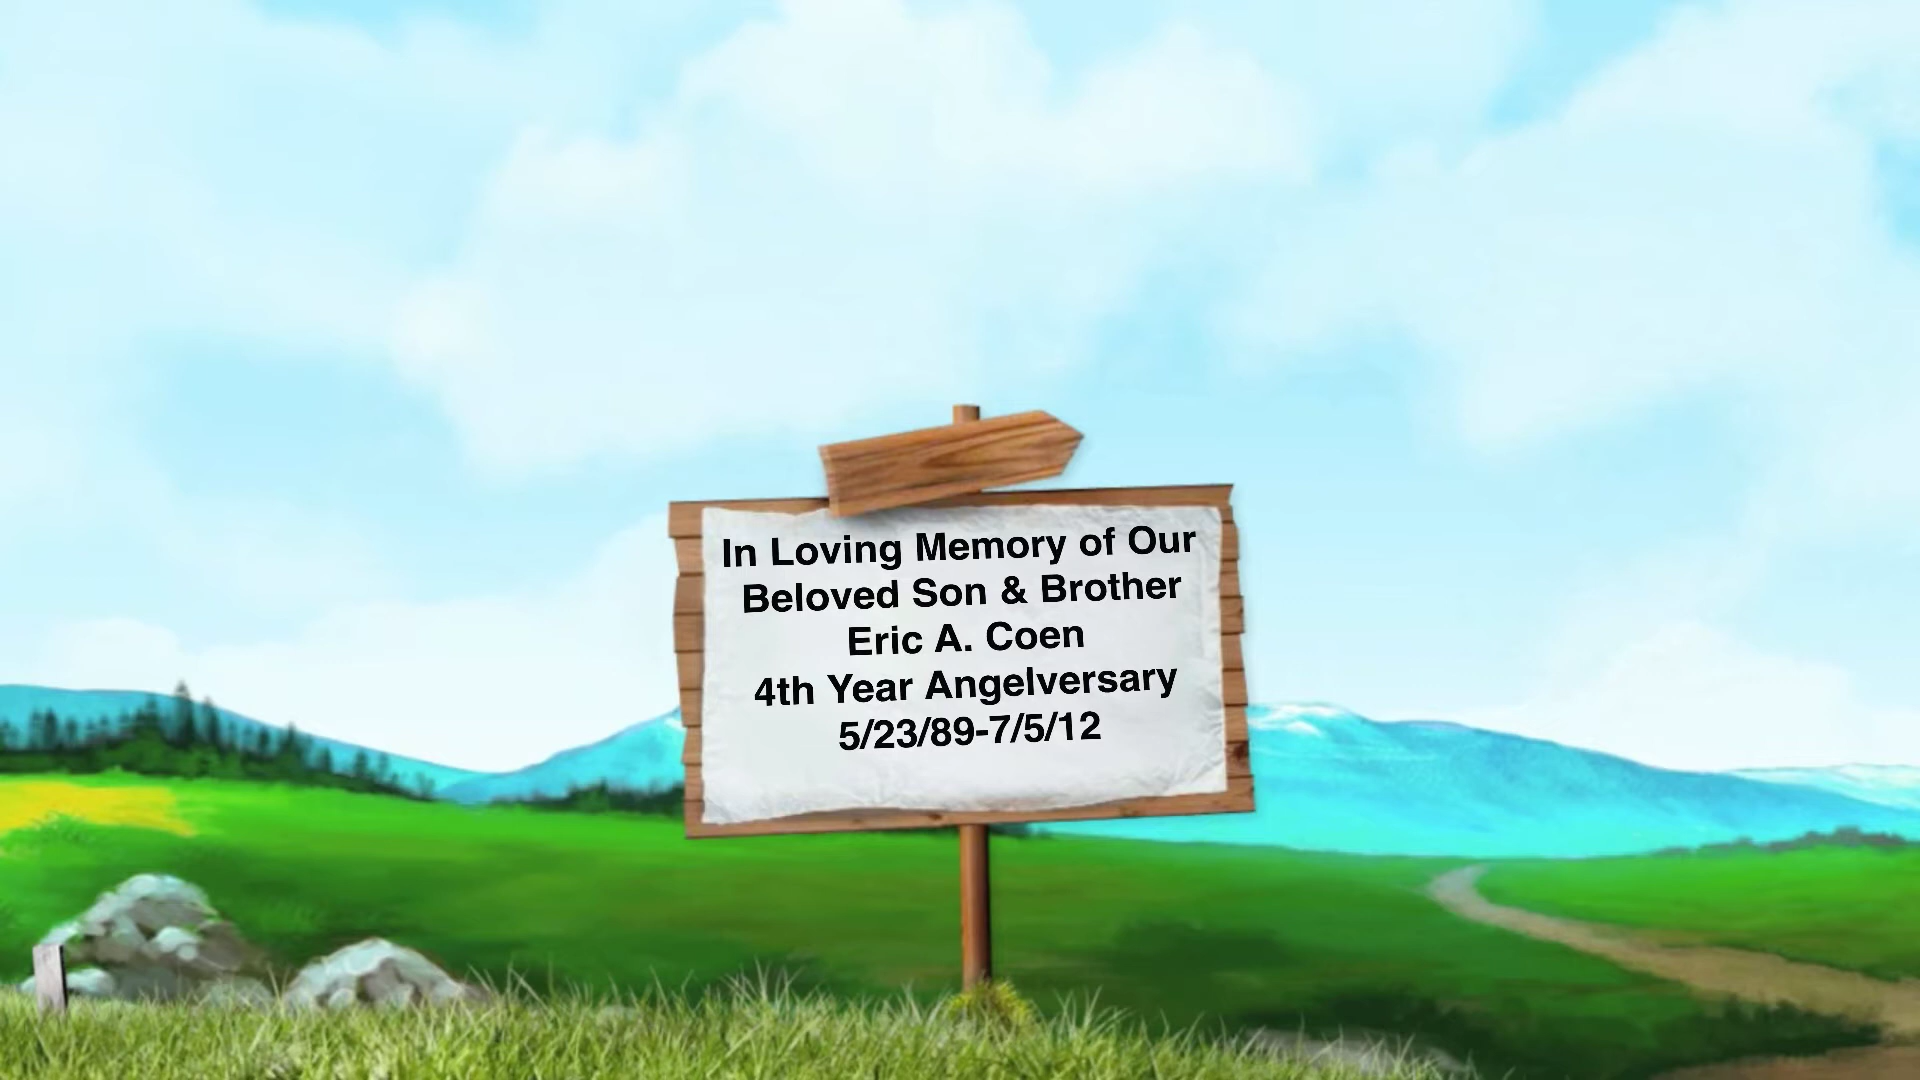 In Loving Memory of Our
Beloved Son & Brother
Eric A. Coen
4th Year Angelversary
5/23/89-7/5/12